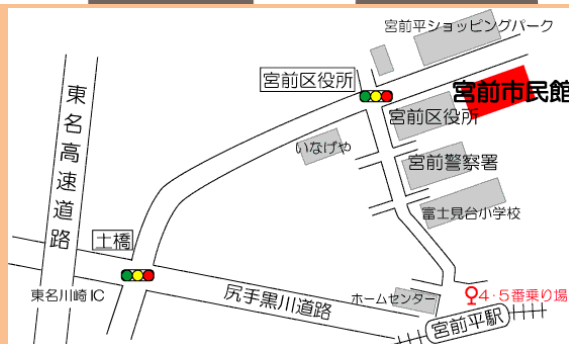 宮前平ショッピングパーク
宮前区役所
宮前市民館
宮前区役所
いなげや
宮前警察署
富士見台小学校
東名高速道路
土橋
東名川崎IC
尻手黒川道路
ホームセンター
4・5番乗り場
宮前平駅